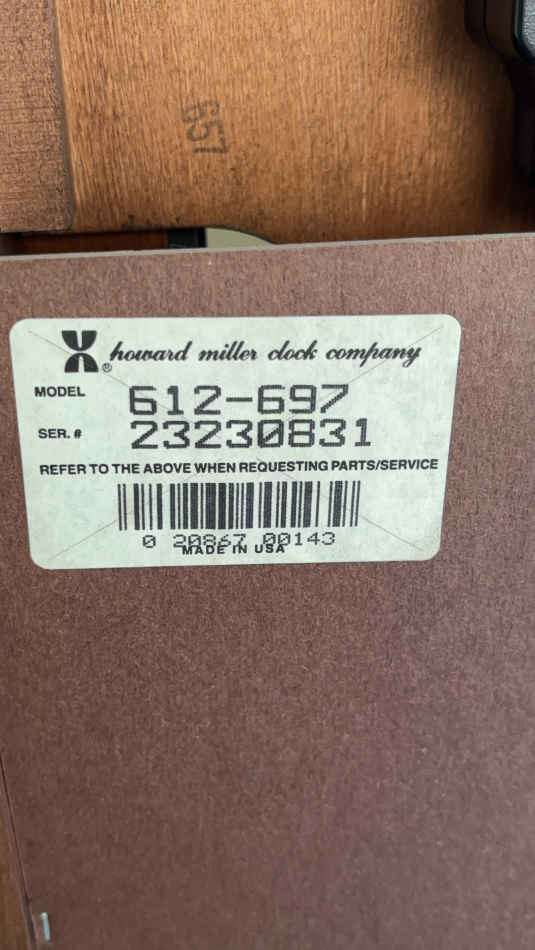 657
howard miller clock company
®
MODEL 612-697
SER. # 23230831
REFER TO THE ABOVE WHEN REQUESTING PARTS/SERVICE
0 20867 00143
MADE IN USA